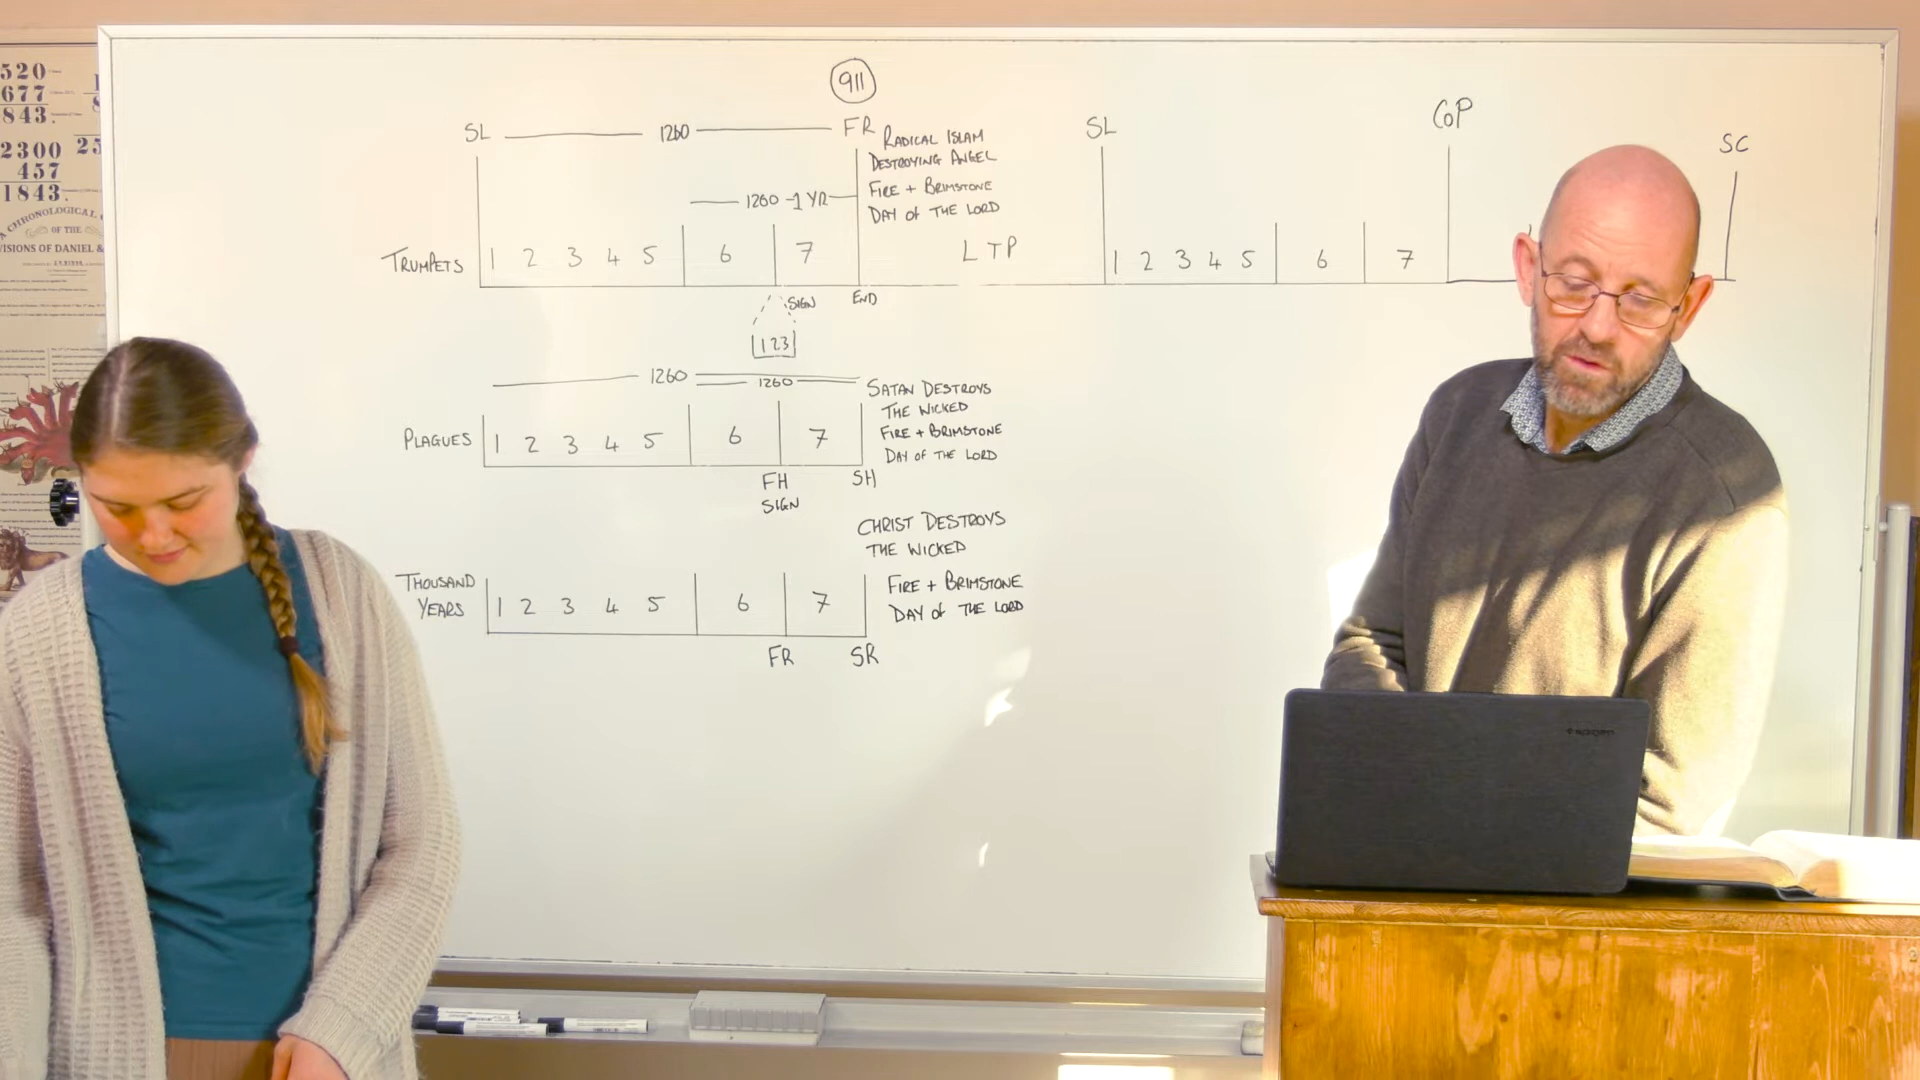 520
677
843.
2300
457
1843.
CHRONOLOGICAL
OF THE
VISIONS OF DANIEL &
911
SL 1260 FR
RADICAL ISLAM
DESTROYING ANGEL
FIRE + BRIMSTONE
DAY of THE LORD
1260 -1 YR
TRUMPETS 1 2 3 4 5 6 7
LTP
SIGN END
123
SL CoP SC
1 2 3 4 5 6 7
1260 1260
SATAN DESTROYS
THE WICKED
FIRE + BRIMSTONE
DAY OF THE LORD
PLAGUES 1 2 3 4 5 6 7
FH SH
SIGN
CHRIST DESTROYS
THE WICKED
THOUSAND
YEARS 1 2 3 4 5 6 7
FIRE + BRIMSTONE
DAY of THE LORD
FR SR